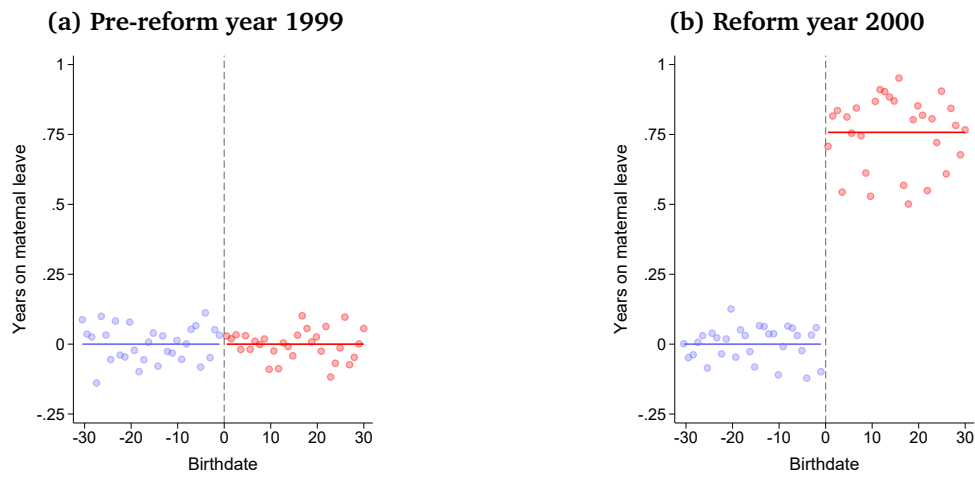 (a) Pre-reform year 1999
1
.75
.5
.25
0
-.25
Years on maternal leave
-30 -20 -10 0 10 20 30
Birthdate
(b) Reform year 2000
1
.75
.5
.25
0
-.25
Years on maternal leave
-30 -20 -10 0 10 20 30
Birthdate